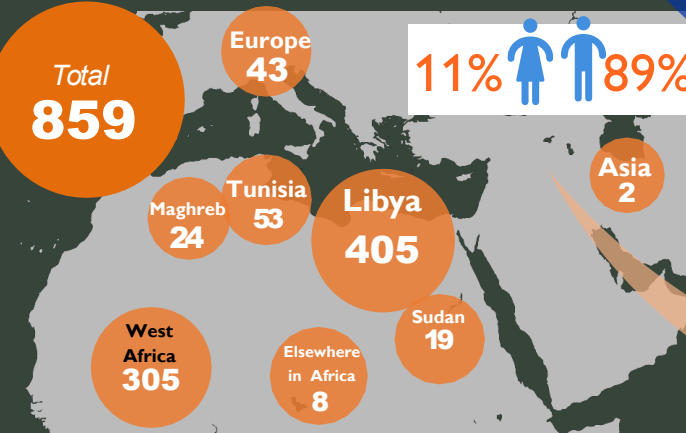 Total
859
Europe
43
11% 89%
Asia
2
Maghreb
24
Tunisia
53
Libya
405
Sudan
19
West
Africa
305
Elsewhere
in Africa
8